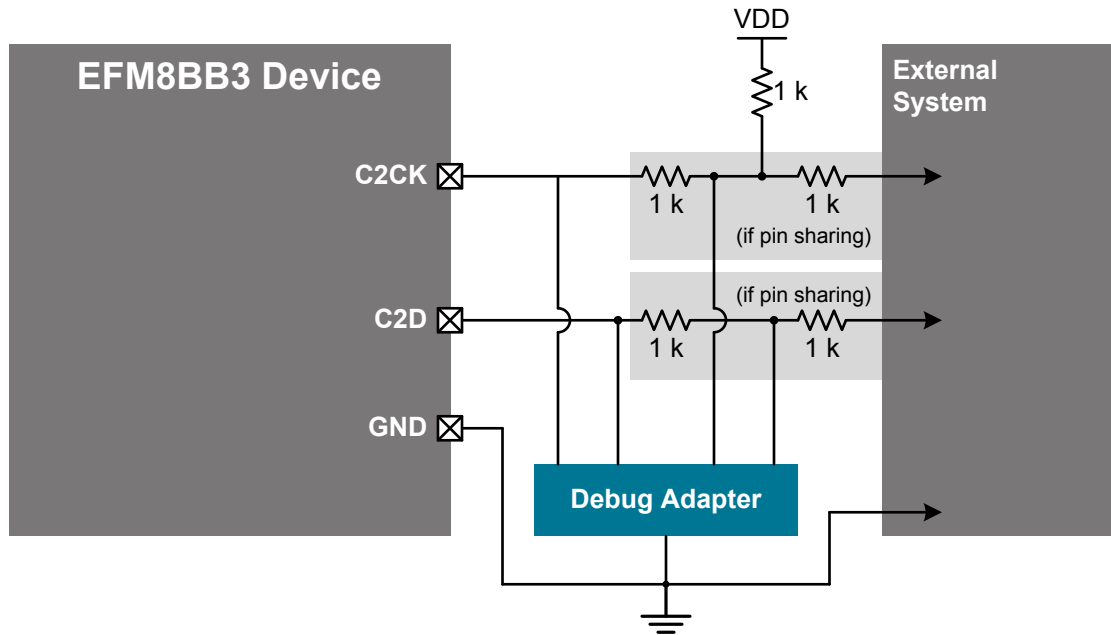 VDD
EFM8BB3 Device
External
System
1 k
C2CK
1 k
1 k
(if pin sharing)
(if pin sharing)
C2D
1 k
1 k
GND
Debug Adapter